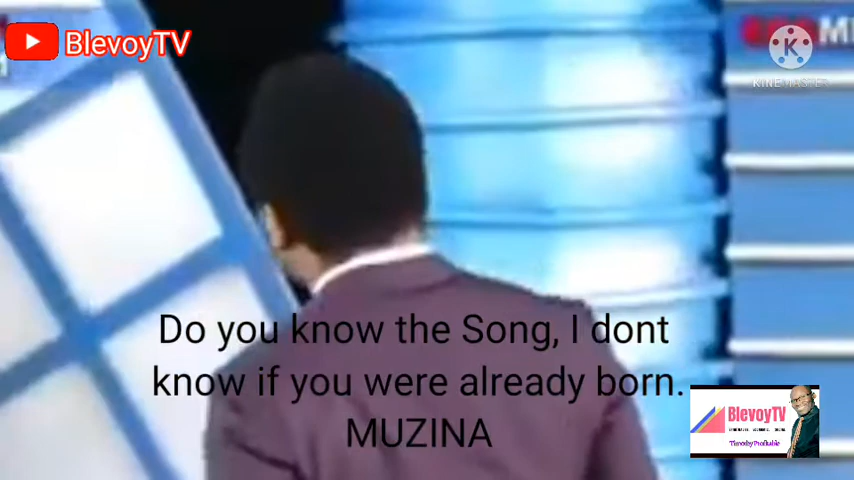 BlevoyTV
KINEMASTER
Do you know the Song, I dont
know if you were already born.
MUZINA
BlevoyTV